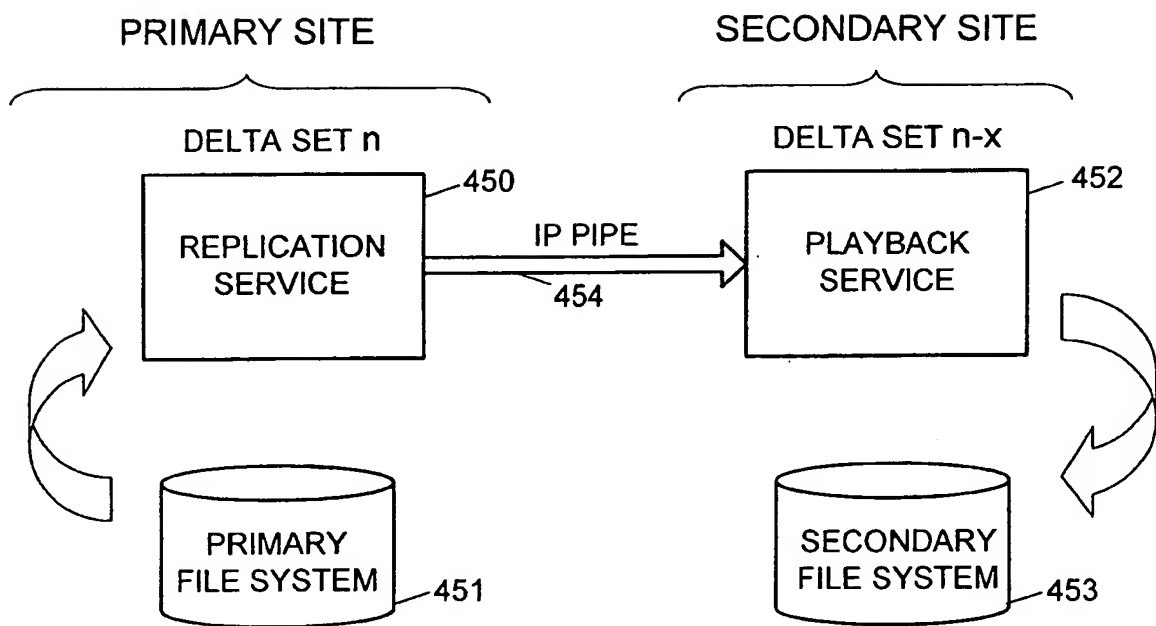 PRIMARY SITE
SECONDARY SITE
DELTA SET n
DELTA SET n-x
450
452
REPLICATION
SERVICE
IP PIPE
454
PLAYBACK
SERVICE
PRIMARY
FILE SYSTEM
451
SECONDARY
FILE SYSTEM
453